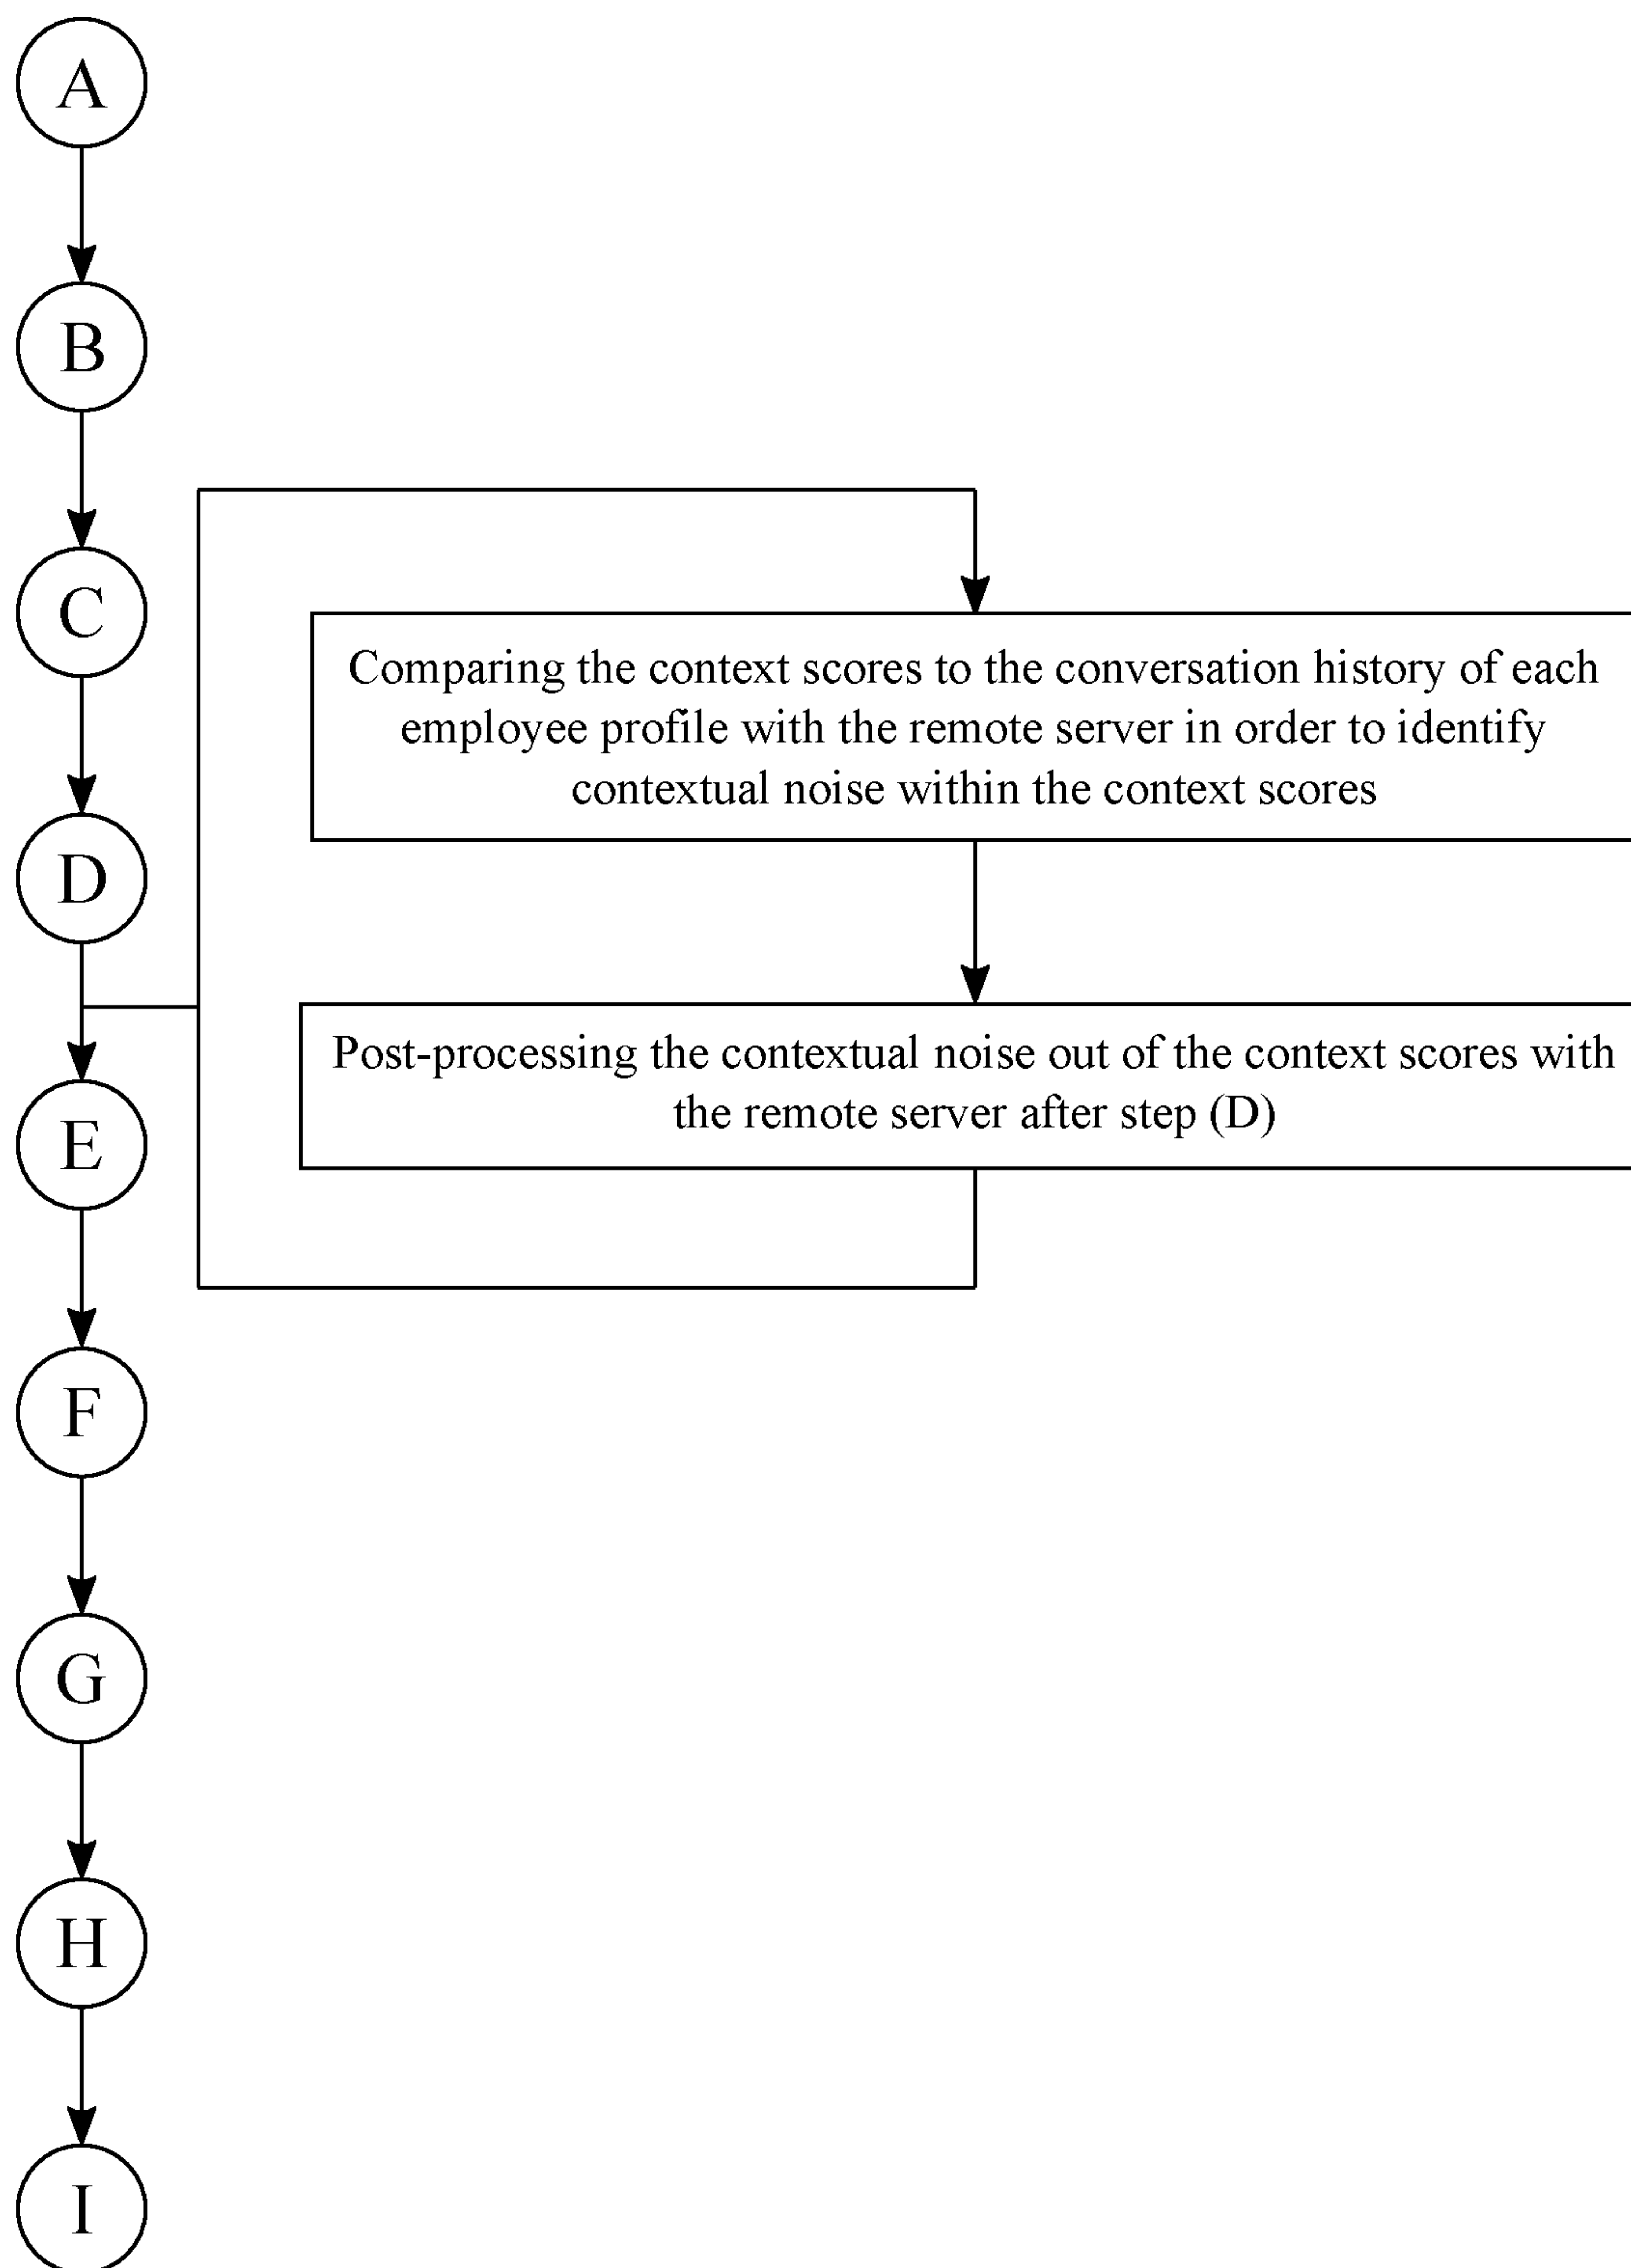 A
B
C
Comparing the context scores to the conversation history of each
employee profile with the remote server in order to identify
contextual noise within the context scores
D
Post-processing the contextual noise out of the context scores with
the remote server after step (D)
E
F
G
H
I